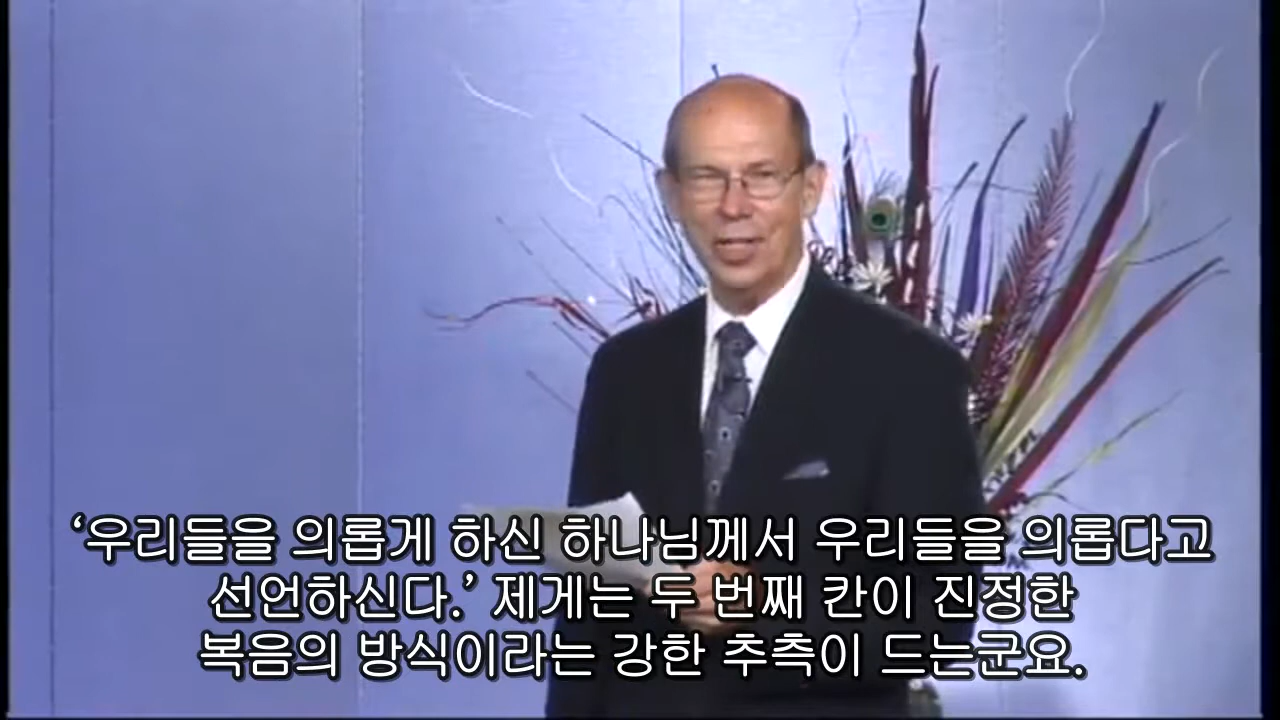 ‘우리들을 의롭게 하신 하나님께서 우리들을 의롭다고
선언하신다.’ 제게는 두 번째 칸이 진정한
복음의 방식이라는 강한 추측이 드는군요.